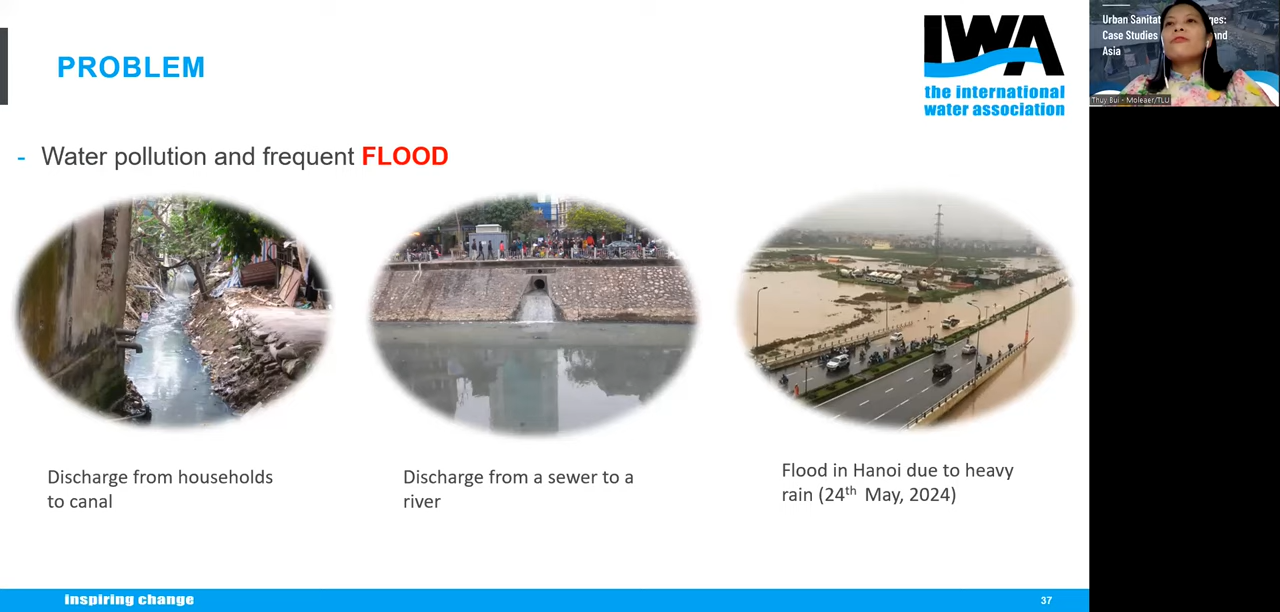 PROBLEM
IWA
the international
water association
- Water pollution and frequent FLOOD
Discharge from households
to canal
Discharge from a sewer to a
river
Flood in Hanoi due to heavy
rain (24th May, 2024)
inspiring change
37
Urban Sanitat ges:
Case Studies nd
Asia
Thuy Bui - Moleaer/TLU